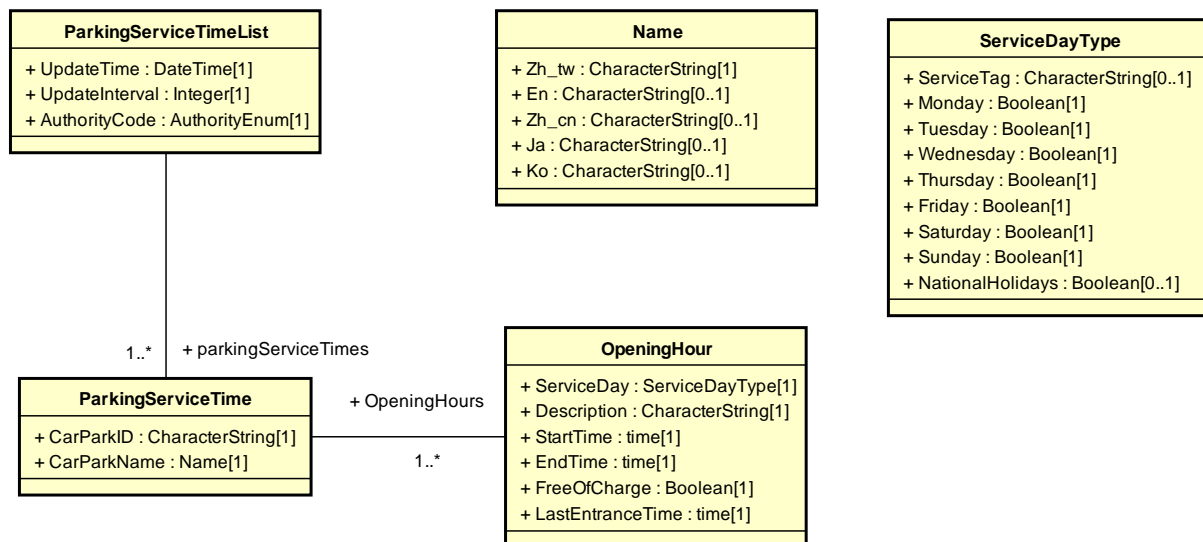 ParkingServiceTimeList
+ UpdateTime : DateTime[1]
+ UpdateInterval : Integer[1]
+ AuthorityCode : AuthorityEnum[1]
Name
+ Zh_tw : CharacterString[1]
+ En : CharacterString[0..1]
+ Zh_cn : CharacterString[0..1]
+ Ja : CharacterString[0..1]
+ Ko : CharacterString[0..1]
ServiceDayType
+ ServiceTag : CharacterString[0..1]
+ Monday : Boolean[1]
+ Tuesday : Boolean[1]
+ Wednesday : Boolean[1]
+ Thursday : Boolean[1]
+ Friday : Boolean[1]
+ Saturday : Boolean[1]
+ Sunday : Boolean[1]
+ NationalHolidays : Boolean[0..1]
1..*
+ parkingServiceTimes
ParkingServiceTime
+ CarParkID : CharacterString[1]
+ CarParkName : Name[1]
+ OpeningHours
1..*
OpeningHour
+ ServiceDay : ServiceDayType[1]
+ Description : CharacterString[1]
+ StartTime : time[1]
+ EndTime : time[1]
+ FreeOfCharge : Boolean[1]
+ LastEntranceTime : time[1]